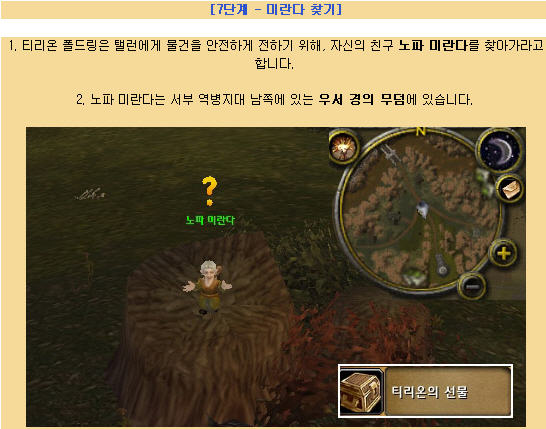 [7단계 - 미란다 찾기]
1. 티리온 폴드링은 탤런에게 물건을 안전하게 전하기 위해, 자신의 친구 노파 미란다를 찾아가라고
합니다.
2. 노파 미란다는 서부 역병지대 남쪽에 있는 우서 경의 무덤에 있습니다.
N
?
노파 미란다
티리온의 선물